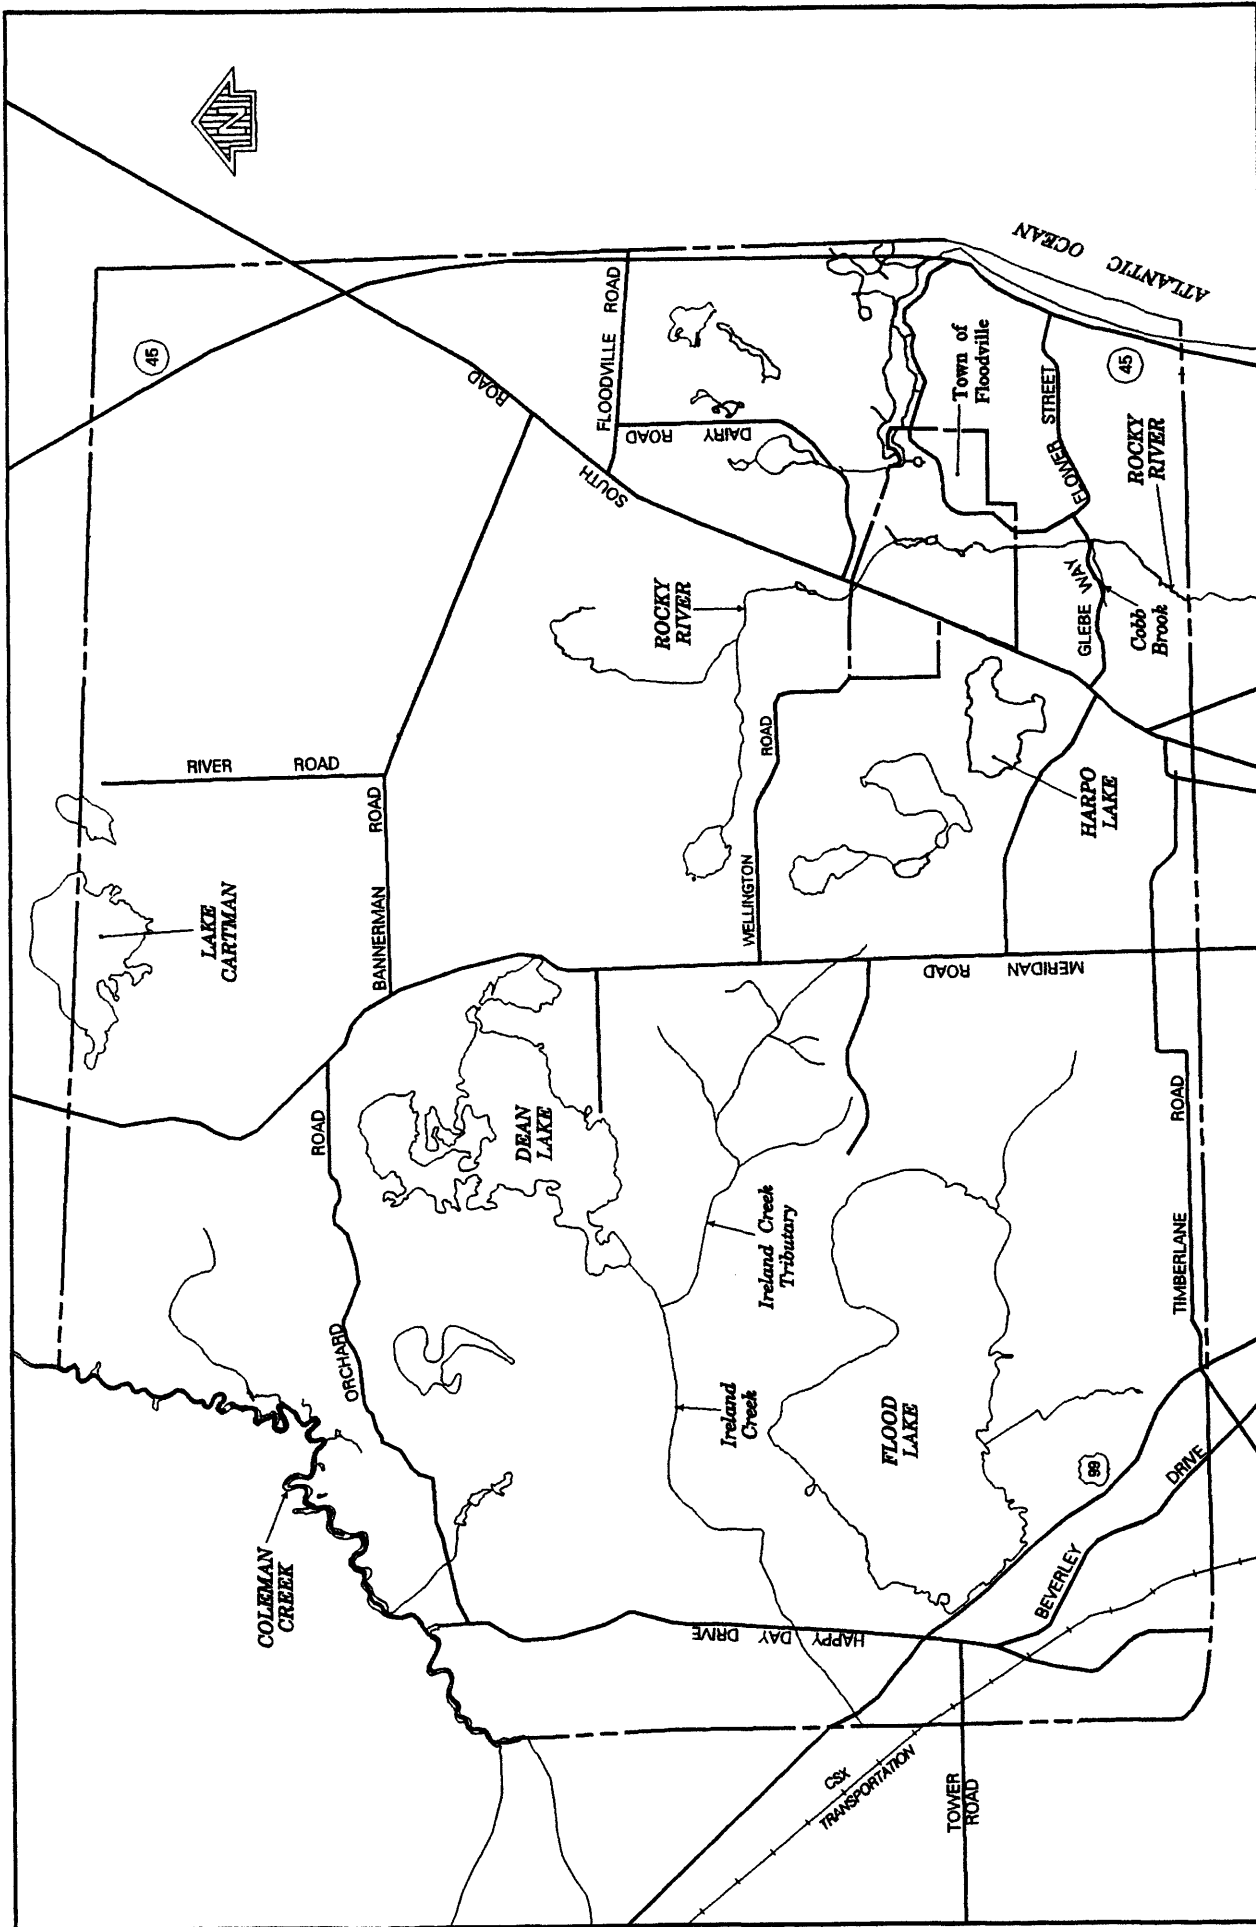 N
ATLANTIC OCEAN
45
ROAD
SOUTH
FLOODVILLE ROAD
DAIRY
ROAD
Town of
Floodville
FLOWER STREET
45
ROCKY
RIVER
ROCKY
RIVER
GLEBE WAY
Cobb
Brook
RIVER ROAD
BANNERMAN ROAD
WELLINGTON ROAD
HARPO
LAKE
LAKE
CARTMAN
MERIDAN ROAD
ORCHARD ROAD
DEAN
LAKE
Ireland Creek
Tributary
TIMBERLANE ROAD
Ireland
Creek
FLOOD
LAKE
99
COLEMAN
CREEK
BEVERLEY DRIVE
HAPPY DAY DRIVE
CSX
TRANSPORTATION
TOWER
ROAD